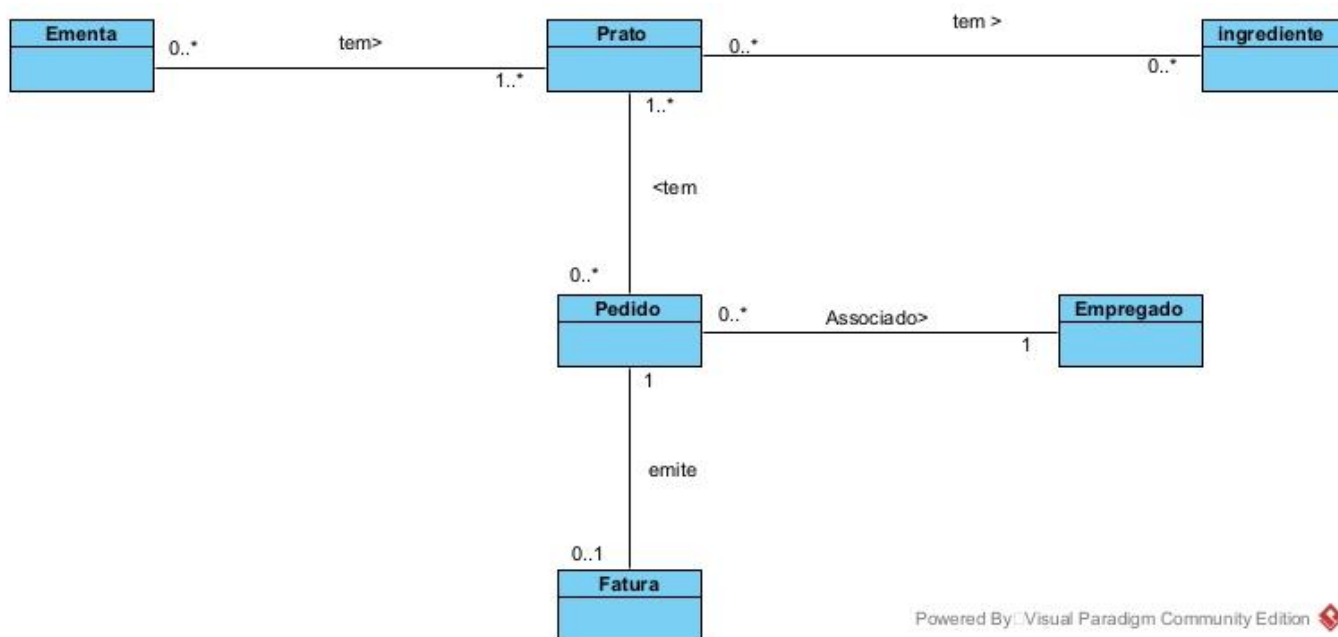 Ementa
0..*
tem>
1..*
Prato
0..*
tem >
0..*
ingrediente
1..*
<tem
0..*
Pedido
0..*
Associado>
1
Empregado
1
emite
0..1
Fatura
Powered By Visual Paradigm Community Edition